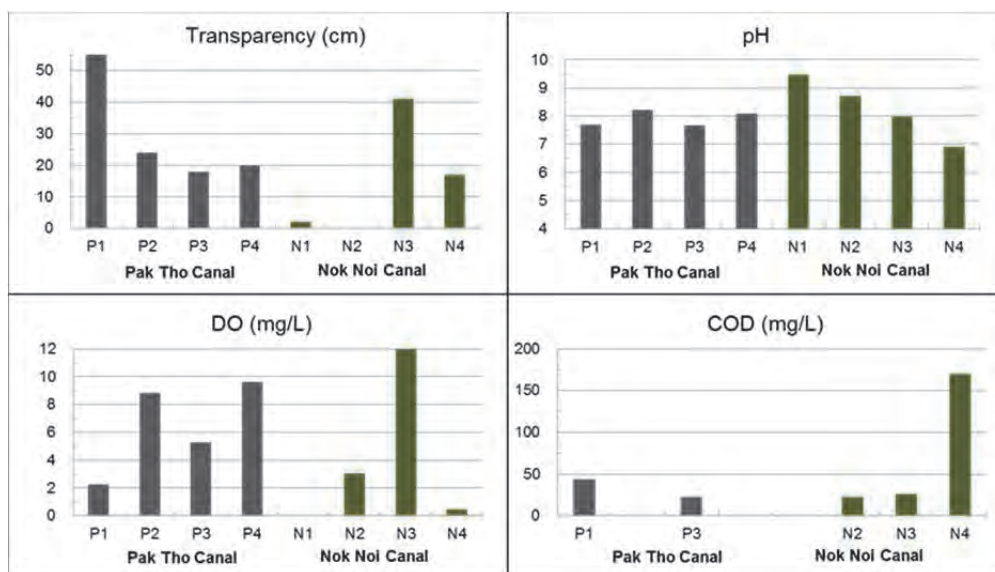 Transparency (cm)
50
40
30
20
10
0
P1 P2 P3 P4 N1 N2 N3 N4
Pak Tho Canal Nok Noi Canal
pH
10
9
8
7
6
5
4
P1 P2 P3 P4 N1 N2 N3 N4
Pak Tho Canal Nok Noi Canal
DO (mg/L)
12
10
8
6
4
2
0
P1 P2 P3 P4 N1 N2 N3 N4
Pak Tho Canal Nok Noi Canal
COD (mg/L)
200
150
100
50
0
P1 P3 N2 N3 N4
Pak Tho Canal Nok Noi Canal